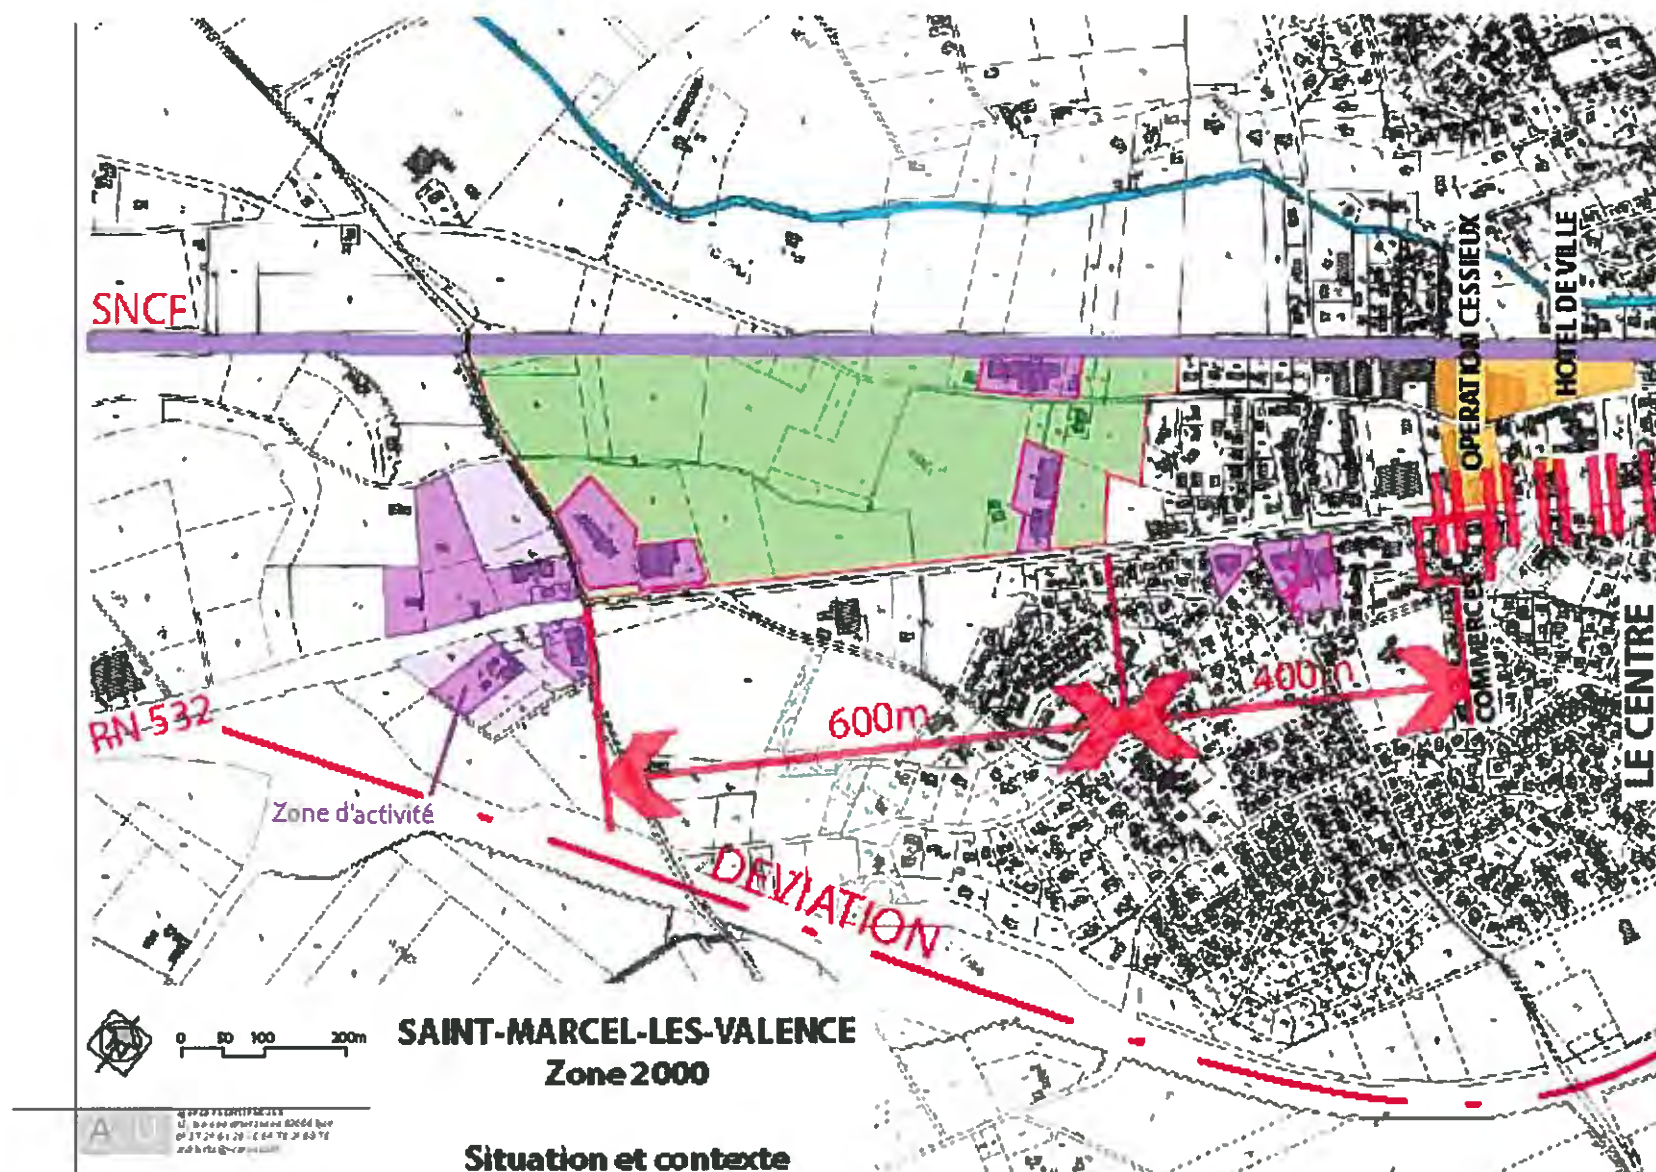 OPERATION CESSIEUX
HOTEL DE VILLE
SNCF
COMMERCES
LE CENTRE
400m
600m
RN 532
Zone d'activité
DEVIATION
0 50 100 200m
SAINT-MARCEL-LES-VALENCE
Zone 2000
Situation et contexte